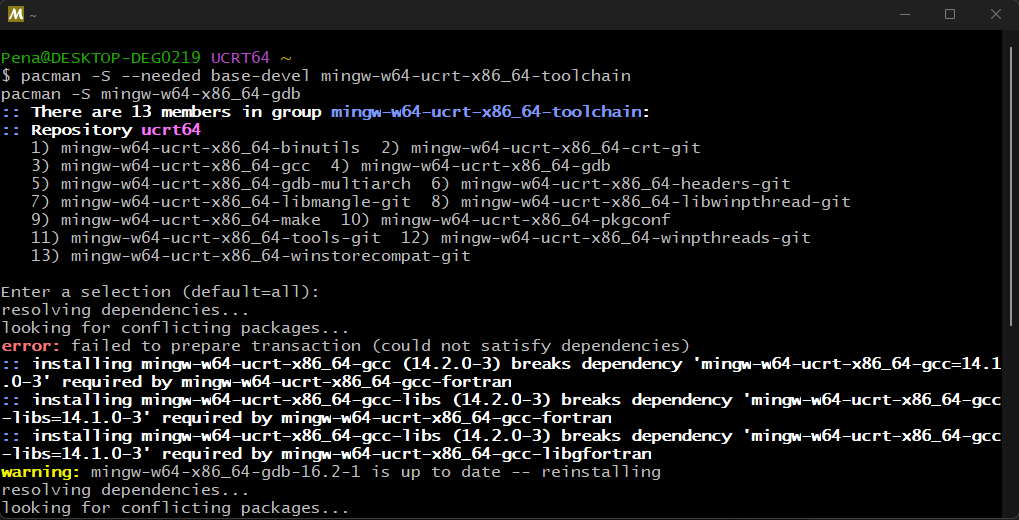 ~
Pena@DESKTOP-DEG0219 UCRT64 ~
$ pacman -S --needed base-devel mingw-w64-ucrt-x86_64-toolchain
pacman -S mingw-w64-x86_64-gdb
:: There are 13 members in group mingw-w64-ucrt-x86_64-toolchain:
:: Repository ucrt64
   1) mingw-w64-ucrt-x86_64-binutils  2) mingw-w64-ucrt-x86_64-crt-git
   3) mingw-w64-ucrt-x86_64-gcc  4) mingw-w64-ucrt-x86_64-gdb
   5) mingw-w64-ucrt-x86_64-gdb-multiarch  6) mingw-w64-ucrt-x86_64-headers-git
   7) mingw-w64-ucrt-x86_64-libmangle-git  8) mingw-w64-ucrt-x86_64-libwinpthread-git
   9) mingw-w64-ucrt-x86_64-make  10) mingw-w64-ucrt-x86_64-pkgconf
   11) mingw-w64-ucrt-x86_64-tools-git  12) mingw-w64-ucrt-x86_64-winpthreads-git
   13) mingw-w64-ucrt-x86_64-winstorecompat-git
Enter a selection (default=all):
resolving dependencies...
looking for conflicting packages...
error: failed to prepare transaction (could not satisfy dependencies)
:: installing mingw-w64-ucrt-x86_64-gcc (14.2.0-3) breaks dependency 'mingw-w64-ucrt-x86_64-gcc=14.1
.0-3' required by mingw-w64-ucrt-x86_64-gcc-fortran
:: installing mingw-w64-ucrt-x86_64-gcc-libs (14.2.0-3) breaks dependency 'mingw-w64-ucrt-x86_64-gcc
-libs=14.1.0-3' required by mingw-w64-ucrt-x86_64-gcc-fortran
:: installing mingw-w64-ucrt-x86_64-gcc-libs (14.2.0-3) breaks dependency 'mingw-w64-ucrt-x86_64-gcc
-libs=14.1.0-3' required by mingw-w64-ucrt-x86_64-gcc-libgfortran
warning: mingw-w64-x86_64-gdb-16.2-1 is up to date -- reinstalling
resolving dependencies...
looking for conflicting packages...